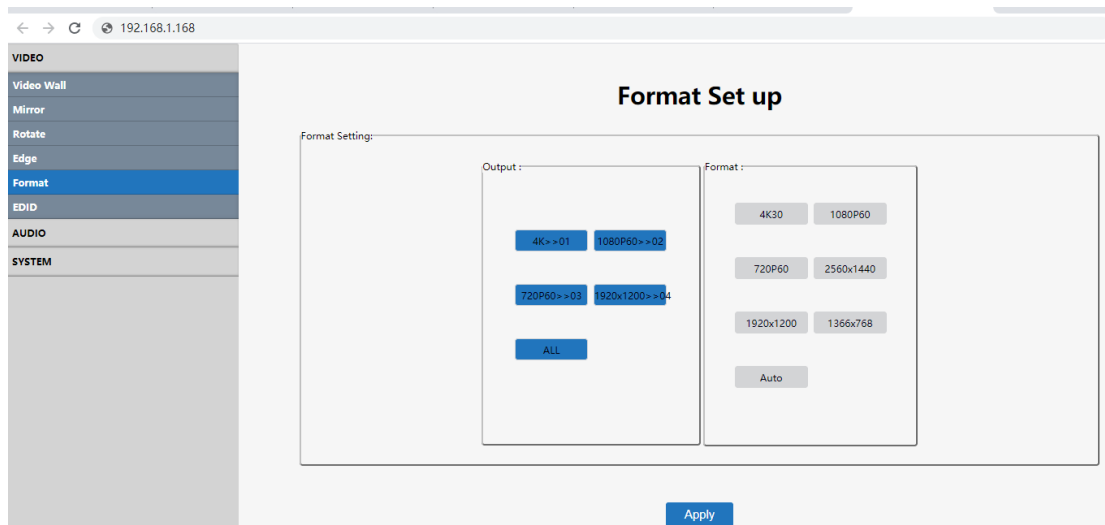 192.168.1.168
VIDEO
Video Wall
Mirror
Rotate
Edge
Format
EDID
AUDIO
SYSTEM
Format Set up
Format Setting:
Output :
4K>>01 1080P60>>02
720P60>>03 1920x1200>>04
ALL
Format :
4K30 1080P60
720P60 2560x1440
1920x1200 1366x768
Auto
Apply